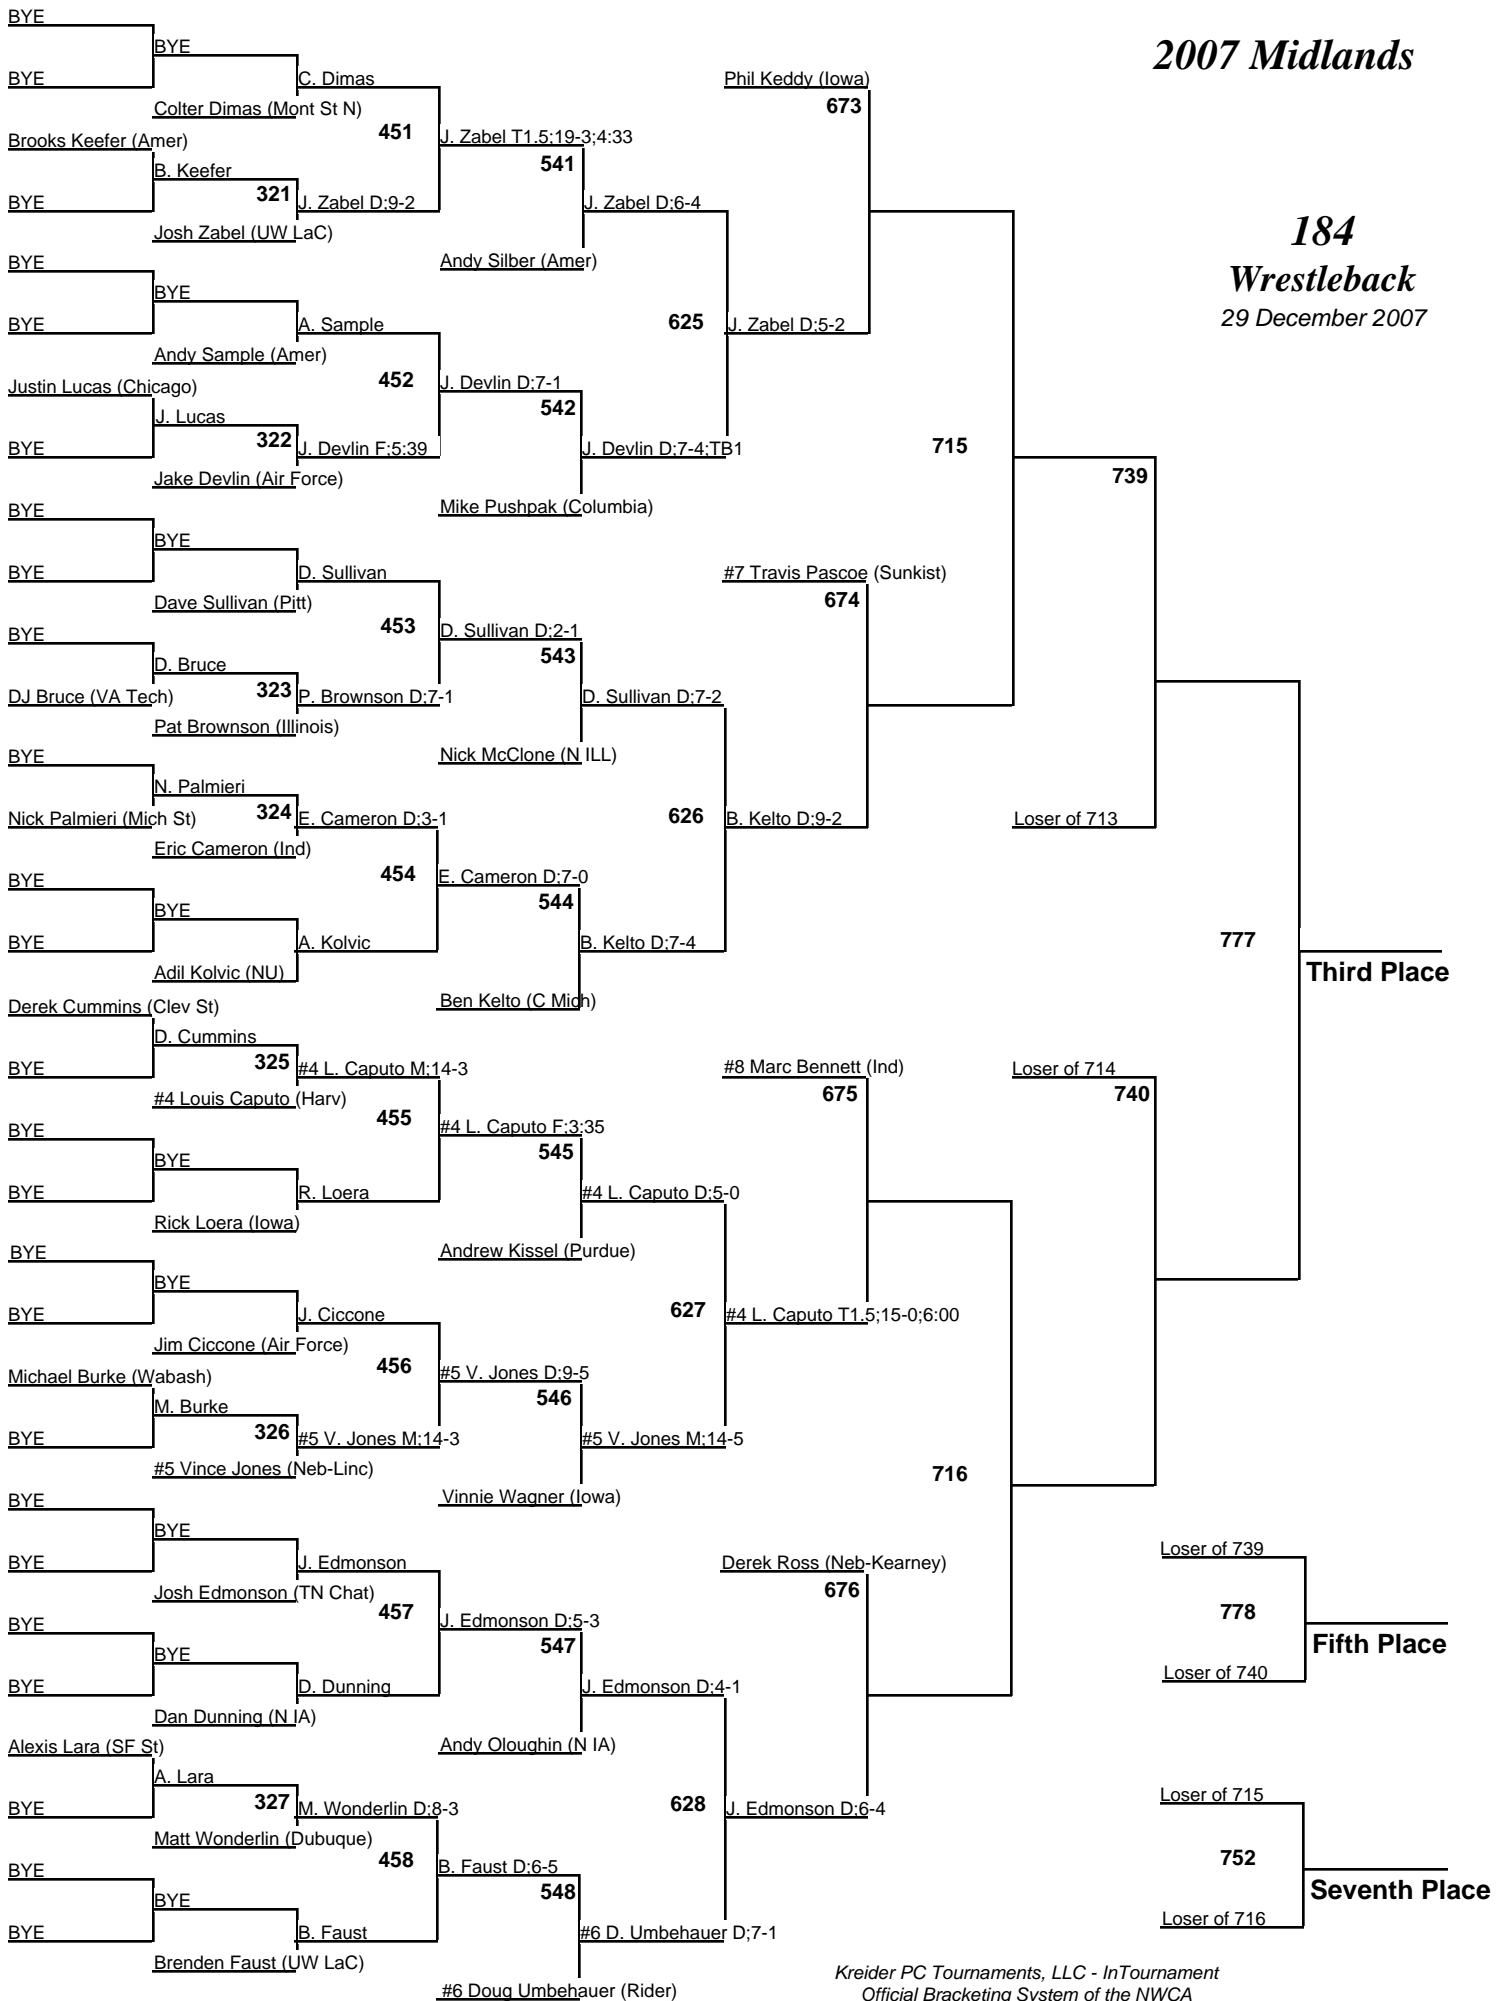 2007 Midlands
184
Wrestleback
29 December 2007
BYE
BYE
BYE
C. Dimas
Colter Dimas (Mont St N)
451
Brooks Keefer (Amer)
J. Zabel T1.5;19-3;4:33
B. Keefer
321
BYE
J. Zabel D;9-2
Josh Zabel (UW LaC)
541
J. Zabel D;6-4
Andy Silber (Amer)
BYE
BYE
BYE
A. Sample
Andy Sample (Amer)
452
Justin Lucas (Chicago)
J. Devlin D;7-1
J. Lucas
322
BYE
J. Devlin F;5:39
Jake Devlin (Air Force)
542
J. Devlin D;7-4;TB1
Mike Pushpak (Columbia)
Phil Keddy (Iowa)
673
625
J. Zabel D;5-2
715
739
BYE
BYE
BYE
D. Sullivan
Dave Sullivan (Pitt)
453
BYE
D. Sullivan D;2-1
D. Bruce
323
DJ Bruce (VA Tech)
P. Brownson D;7-1
Pat Brownson (Illinois)
543
D. Sullivan D;7-2
Nick McClone (N ILL)
#7 Travis Pascoe (Sunkist)
674
BYE
N. Palmieri
324
Nick Palmieri (Mich St)
E. Cameron D;3-1
Eric Cameron (Ind)
454
E. Cameron D;7-0
BYE
BYE
BYE
A. Kolvic
Adil Kolvic (NU)
544
B. Kelto D;7-4
Ben Kelto (C Mich)
626
B. Kelto D;9-2
Loser of 713
777
Third Place
Derek Cummins (Clev St)
D. Cummins
325
BYE
#4 L. Caputo M;14-3
#4 Louis Caputo (Harv)
455
#4 L. Caputo F;3:35
BYE
BYE
BYE
R. Loera
Rick Loera (Iowa)
545
#4 L. Caputo D;5-0
Andrew Kissel (Purdue)
#8 Marc Bennett (Ind)
675
Loser of 714
740
BYE
BYE
BYE
J. Ciccone
Jim Ciccone (Air Force)
456
Michael Burke (Wabash)
#5 V. Jones D;9-5
M. Burke
326
BYE
#5 V. Jones M;14-3
#5 Vince Jones (Neb-Linc)
546
#5 V. Jones M;14-5
Vinnie Wagner (Iowa)
627
#4 L. Caputo T1.5;15-0;6:00
716
BYE
BYE
BYE
J. Edmonson
Josh Edmonson (TN Chat)
457
J. Edmonson D;5-3
BYE
BYE
BYE
D. Dunning
Dan Dunning (N IA)
547
J. Edmonson D;4-1
Andy Oloughin (N IA)
Derek Ross (Neb-Kearney)
676
Loser of 739
778
Fifth Place
Loser of 740
Alexis Lara (SF St)
A. Lara
327
BYE
M. Wonderlin D;8-3
Matt Wonderlin (Dubuque)
458
B. Faust D;6-5
BYE
BYE
BYE
B. Faust
Brenden Faust (UW LaC)
548
#6 D. Umbehauer D;7-1
#6 Doug Umbehauer (Rider)
628
J. Edmonson D;6-4
Loser of 715
752
Seventh Place
Loser of 716
Kreider PC Tournaments, LLC - InTournament
Official Bracketing System of the NWCA